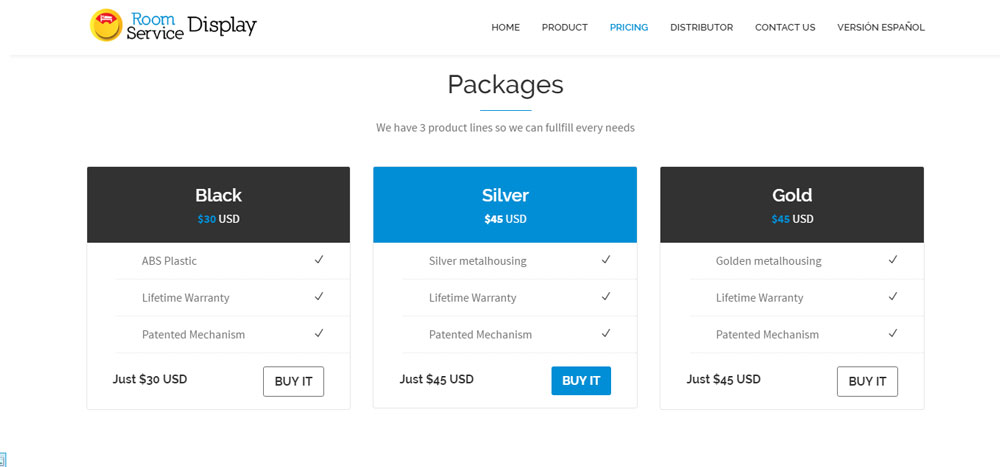 Room
Service Display
HOME PRODUCT PRICING DISTRIBUTOR CONTACT US VERSIÓN ESPAÑOL
Packages
We have 3 product lines so we can fullfill every needs
Black
$30 USD
ABS Plastic
Lifetime Warranty
Patented Mechanism
Just $30 USD
BUY IT
Silver
$45 USD
Silver metalhousing
Lifetime Warranty
Patented Mechanism
Just $45 USD
BUY IT
Gold
$45 USD
Golden metalhousing
Lifetime Warranty
Patented Mechanism
Just $45 USD
BUY IT